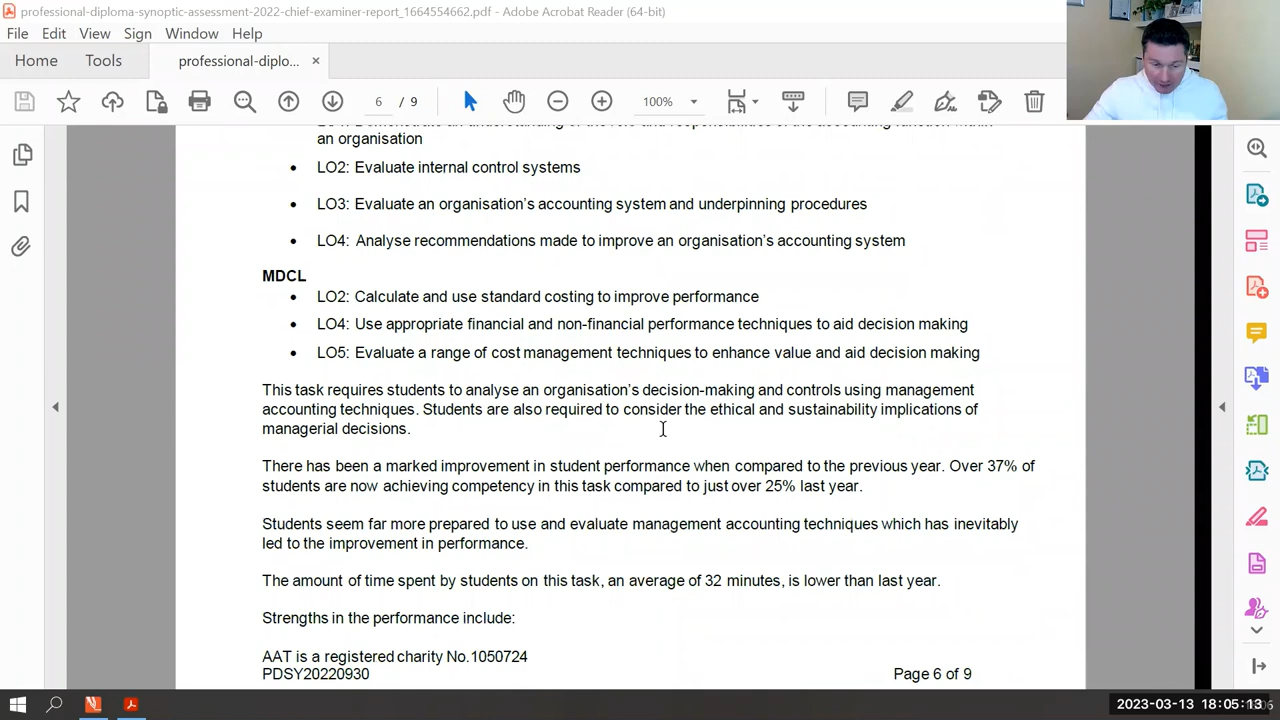 professional-diploma-synoptic-assessment-2022-chief-examiner-report_1664554662.pdf - Adobe Acrobat Reader (64-bit)
File Edit View Sign Window Help
Home Tools professional-diplo... ×
6 / 9 100%
an organisation
• LO2: Evaluate internal control systems
• LO3: Evaluate an organisation's accounting system and underpinning procedures
• LO4: Analyse recommendations made to improve an organisation's accounting system
MDCL
• LO2: Calculate and use standard costing to improve performance
• LO4: Use appropriate financial and non-financial performance techniques to aid decision making
• LO5: Evaluate a range of cost management techniques to enhance value and aid decision making
This task requires students to analyse an organisation's decision-making and controls using management
accounting techniques. Students are also required to consider the ethical and sustainability implications of
managerial decisions.
There has been a marked improvement in student performance when compared to the previous year. Over 37% of
students are now achieving competency in this task compared to just over 25% last year.
Students seem far more prepared to use and evaluate management accounting techniques which has inevitably
led to the improvement in performance.
The amount of time spent by students on this task, an average of 32 minutes, is lower than last year.
Strengths in the performance include:
AAT is a registered charity No.1050724
PDSY20220930 Page 6 of 9
2023-03-13 18:05:13